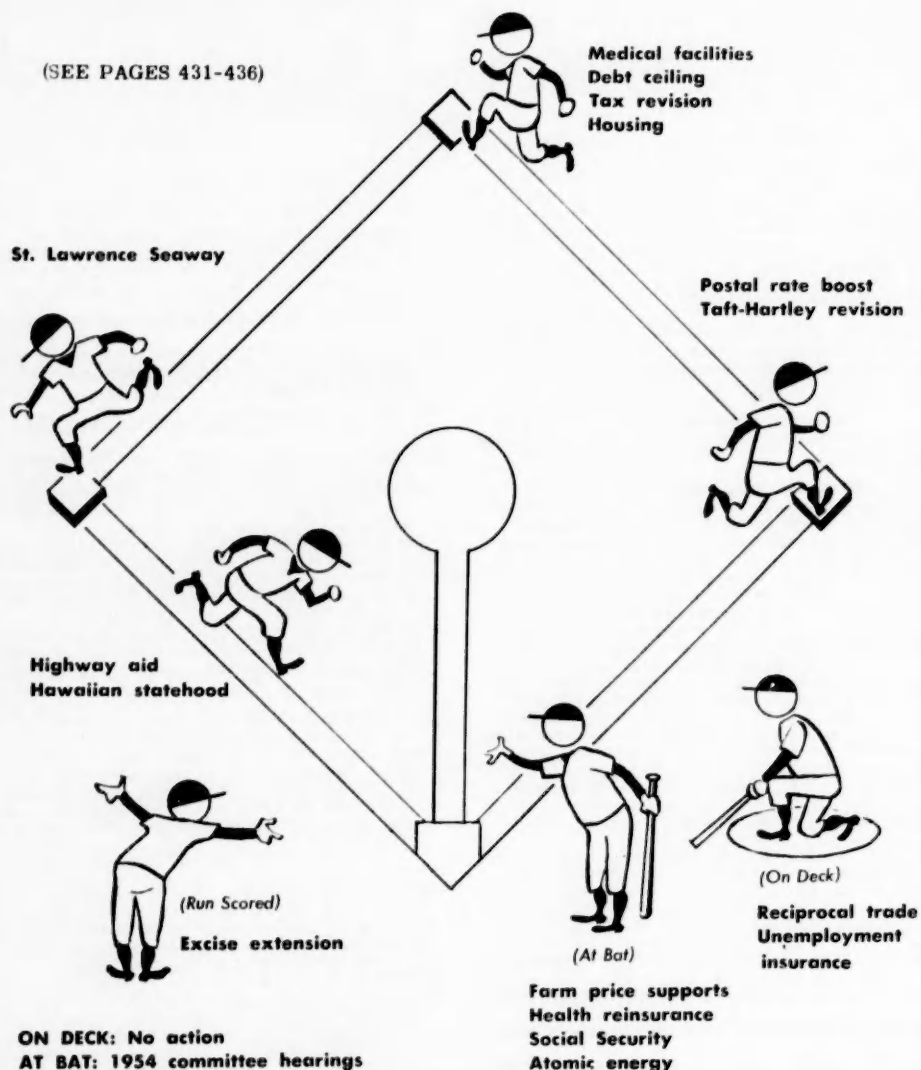 (SEE PAGES 431-436)
Medical facilities
Debt ceiling
Tax revision
Housing
St. Lawrence Seaway
Postal rate boost
Taft-Hartley revision
Highway aid
Hawaiian statehood
(Run Scored)
Excise extension
(At Bat)
Farm price supports
Health reinsurance
Social Security
Atomic energy
(On Deck)
Reciprocal trade
Unemployment
insurance
ON DECK: No action
AT BAT: 1954 committee hearings